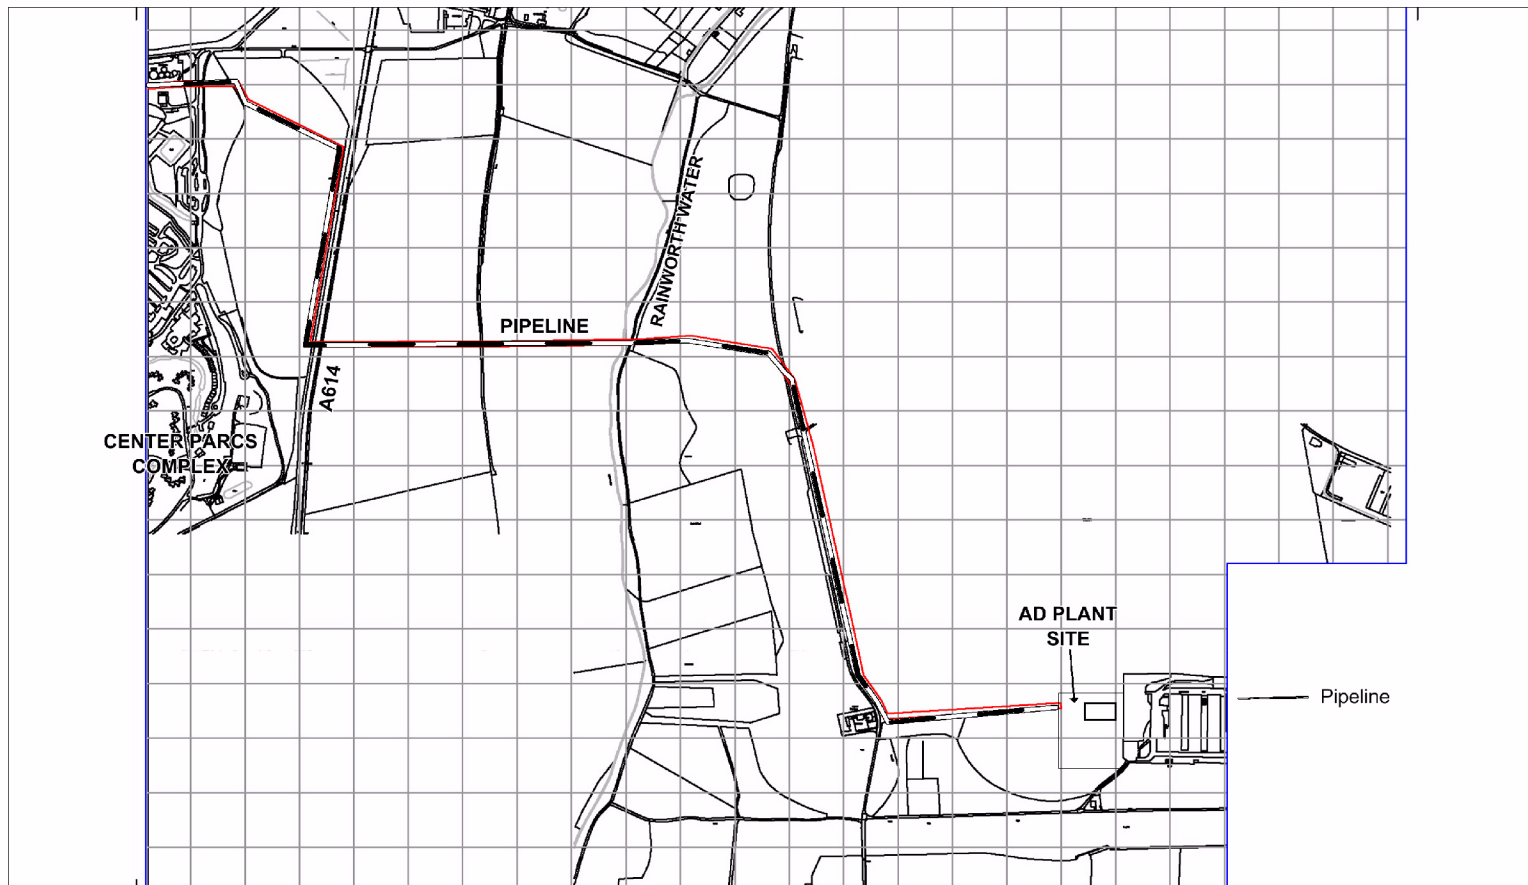 RAINWORTH WATER
PIPELINE
A614
CENTER PARCS
COMPLEX
AD PLANT
SITE
Pipeline